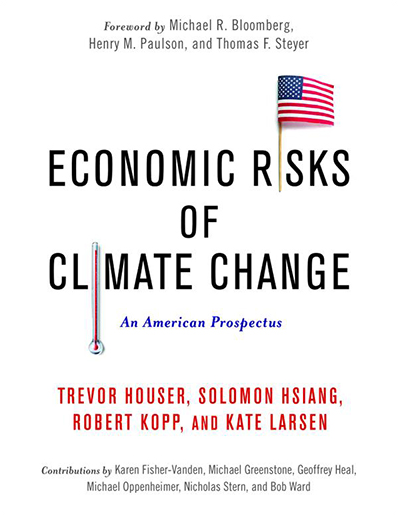 Foreword by Michael R. Bloomberg,
Henry M. Paulson, and Thomas F. Steyer
ECONOMIC RISKS
OF
CLIMATE CHANGE
An American Prospectus
TREVOR HOUSER, SOLOMON HSIANG,
ROBERT KOPP, AND KATE LARSEN
Contributions by Karen Fisher-Vanden, Michael Greenstone, Geoffrey Heal,
Michael Oppenheimer, Nicholas Stern, and Bob Ward